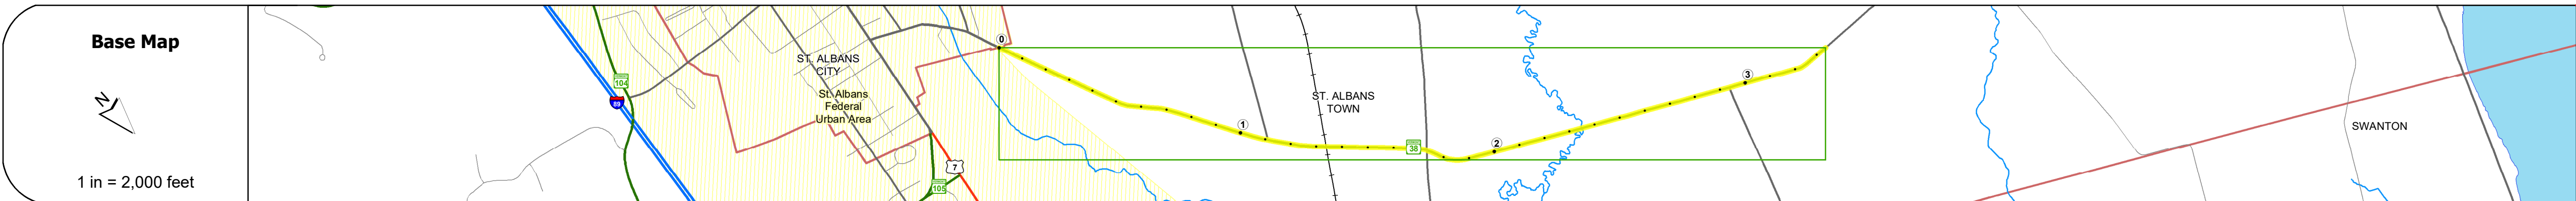 Base Map
N
1 in = 2,000 feet
104
89
ST. ALBANS
CITY
St. Albans
Federal
Urban Area
7
105
0
1
ST. ALBANS
TOWN
38
2
3
SWANTON